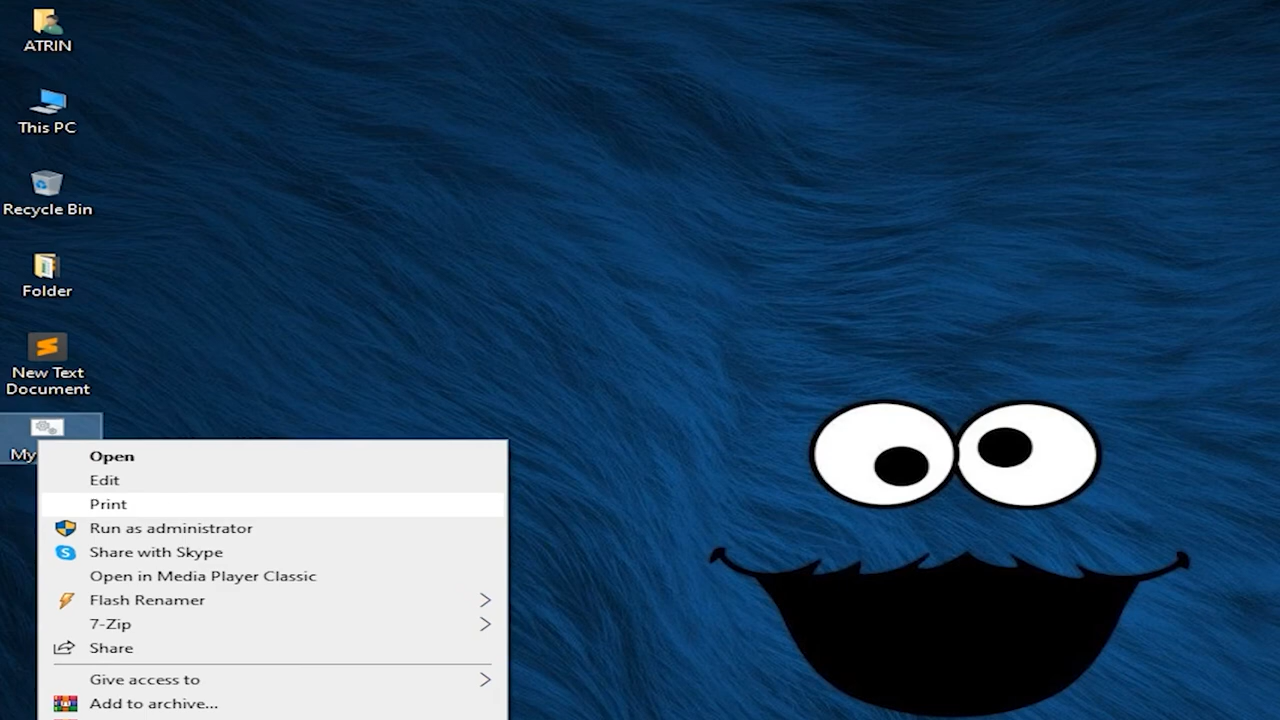 ATRIN
This PC
Recycle Bin
Folder
New Text
Document
My
Open
Edit
Print
Run as administrator
Share with Skype
Open in Media Player Classic
Flash Renamer
7-Zip
Share
Give access to
Add to archive...